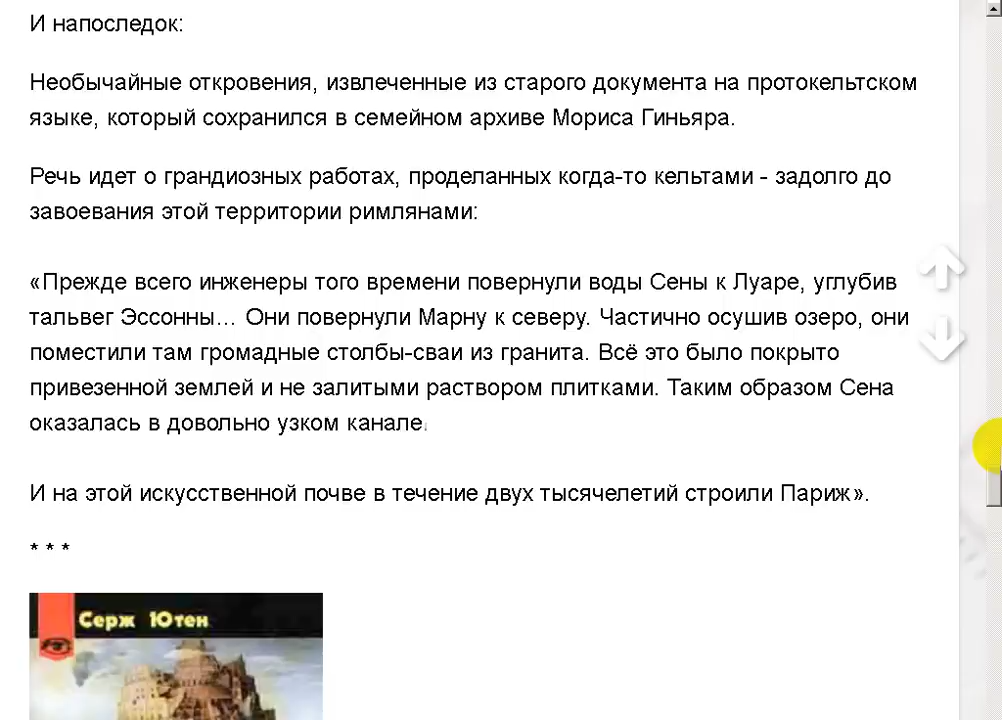 И напоследок:
Необычайные откровения, извлеченные из старого документа на протокельтском
языке, который сохранился в семейном архиве Мориса Гиньяра.
Речь идет о грандиозных работах, проделанных когда-то кельтами - задолго до
завоевания этой территории римлянами:
«Прежде всего инженеры того времени повернули воды Сены к Луаре, углубив
тальвег Эссонны... Они повернули Марну к северу. Частично осушив озеро, они
поместили там громадные столбы-сваи из гранита. Всё это было покрыто
привезенной землей и не залитыми раствором плитками. Таким образом Сена
оказалась в довольно узком канале.
И на этой искусственной почве в течение двух тысячелетий строили Париж».
* * *
Серж Ютен